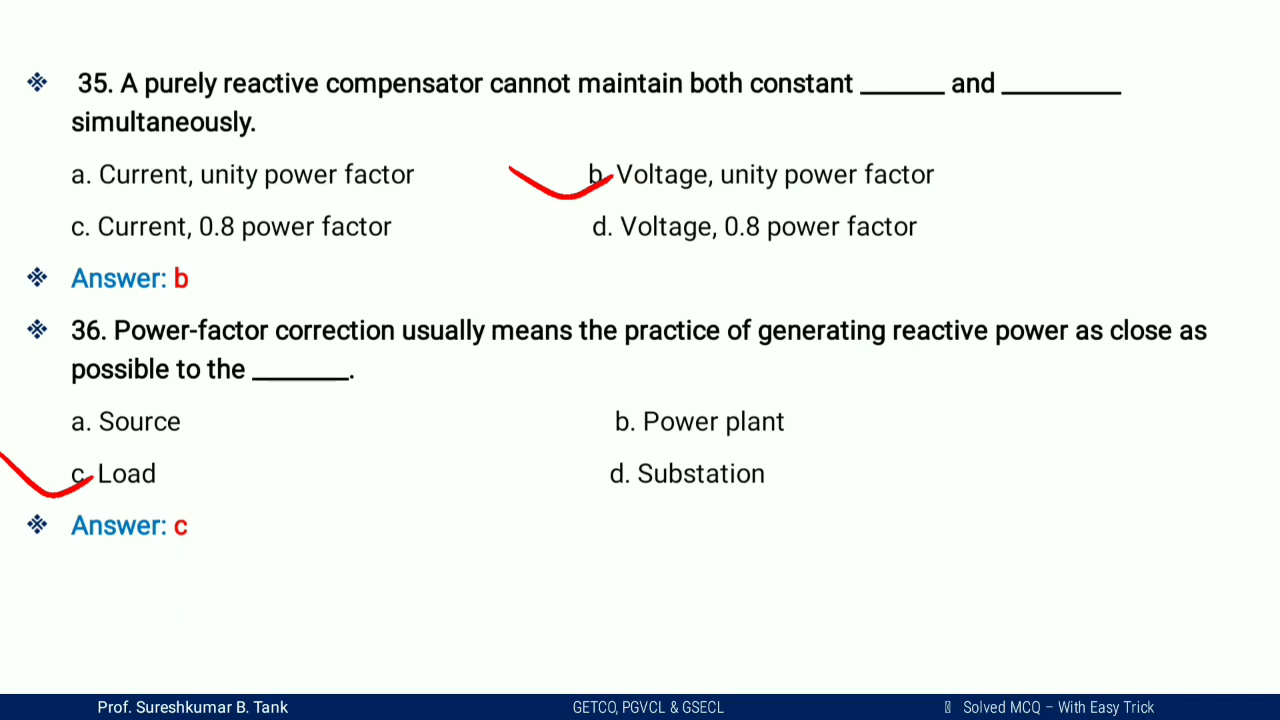 ❖ 35. A purely reactive compensator cannot maintain both constant _______ and __________
simultaneously.
a. Current, unity power factor b. Voltage, unity power factor
c. Current, 0.8 power factor d. Voltage, 0.8 power factor
❖ Answer: b
❖ 36. Power-factor correction usually means the practice of generating reactive power as close as
possible to the ________.
a. Source b. Power plant
c. Load d. Substation
❖ Answer: c
Prof. Sureshkumar B. Tank GETCO, PGVCL & GSECL Solved MCQ – With Easy Trick